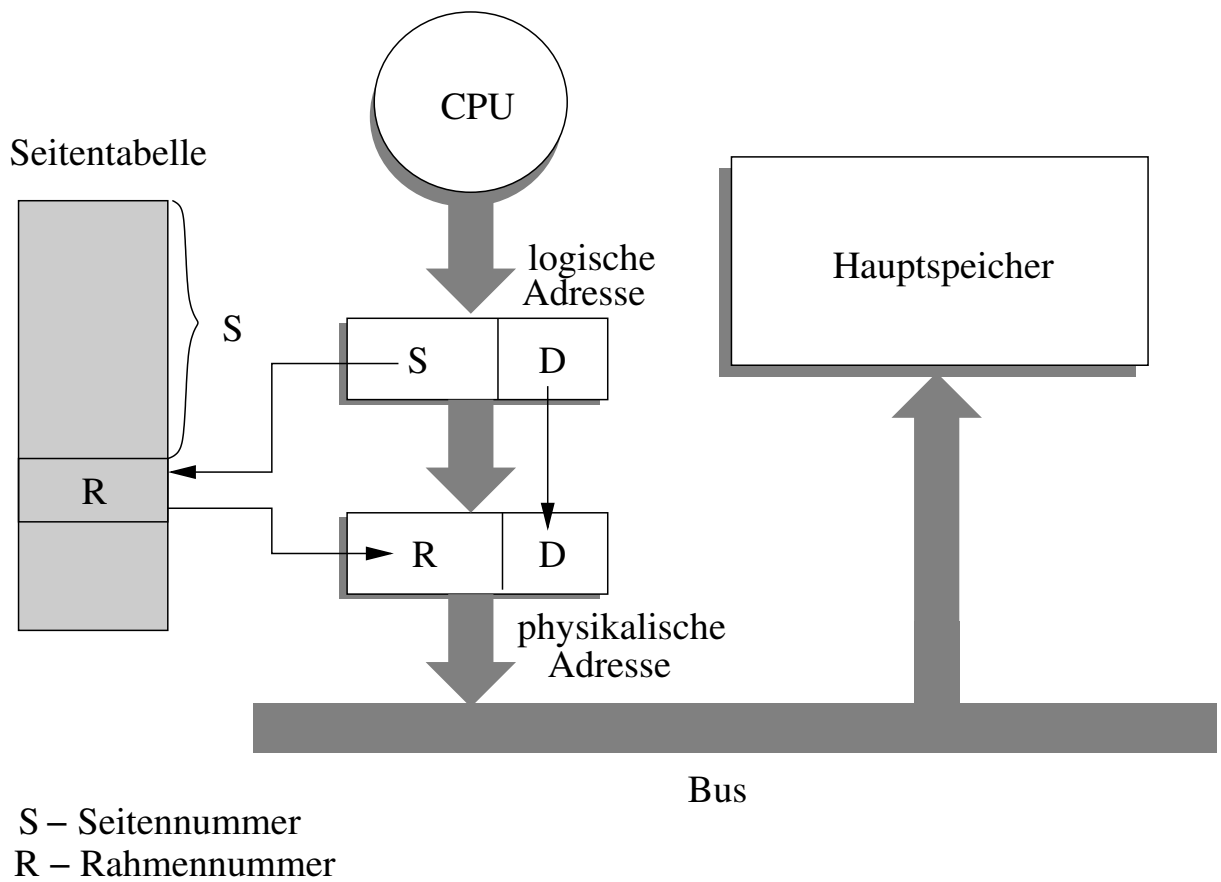 CPU
Seitentabelle
logische
Adresse
Hauptspeicher
S
S D
R
R D
physikalische
Adresse
Bus
S – Seitennummer
R – Rahmennummer